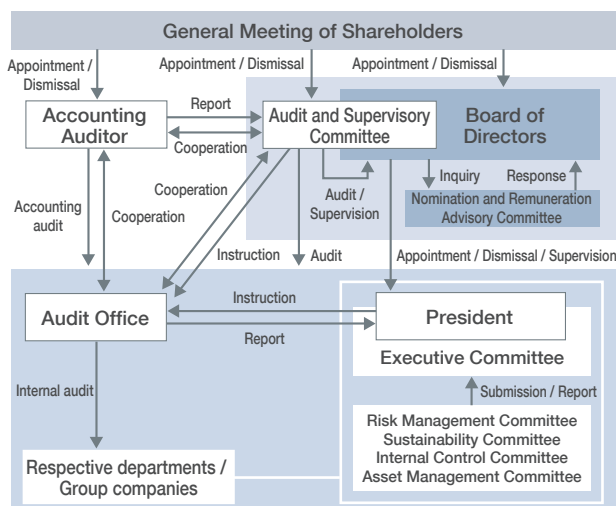 General Meeting of Shareholders
Appointment /
Dismissal
Appointment / Dismissal
Appointment / Dismissal
Accounting
Auditor
Report
Cooperation
Audit and Supervisory
Committee
Board of
Directors
Inquiry
Response
Nomination and Remuneration
Advisory Committee
Audit /
Supervision
Accounting
audit
Cooperation
Cooperation
Instruction
Audit
Appointment / Dismissal / Supervision
Audit Office
Instruction
Report
President
Executive Committee
Submission / Report
Internal audit
Risk Management Committee
Sustainability Committee
Internal Control Committee
Asset Management Committee
Respective departments /
Group companies